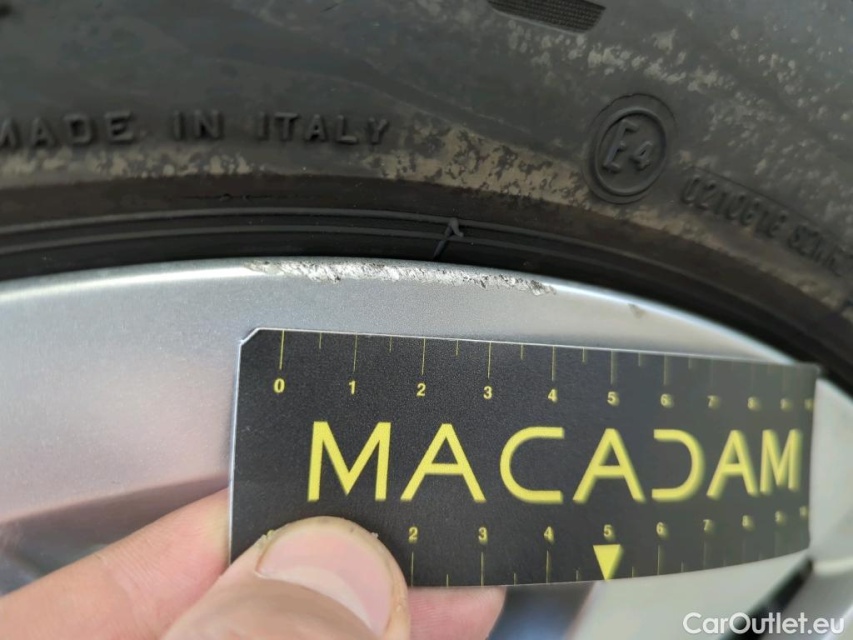 MADE IN ITALY
E4
0 1 2 3 4 5 6 7 8 9
MACADAM
2 3 4 5 6 7 8 9
CarOutlet.eu